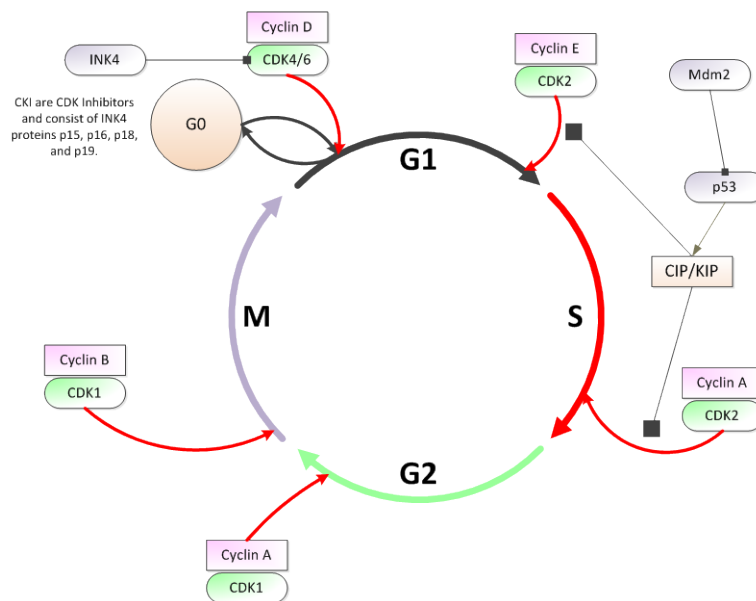 Cyclin D
CDK4/6
INK4
Cyclin E
CDK2
Mdm2
CKI are CDK Inhibitors
and consist of INK4
proteins p15, p16, p18,
and p19.
G0
G1
p53
CIP/KIP
M
S
Cyclin B
CDK1
Cyclin A
CDK2
G2
Cyclin A
CDK1